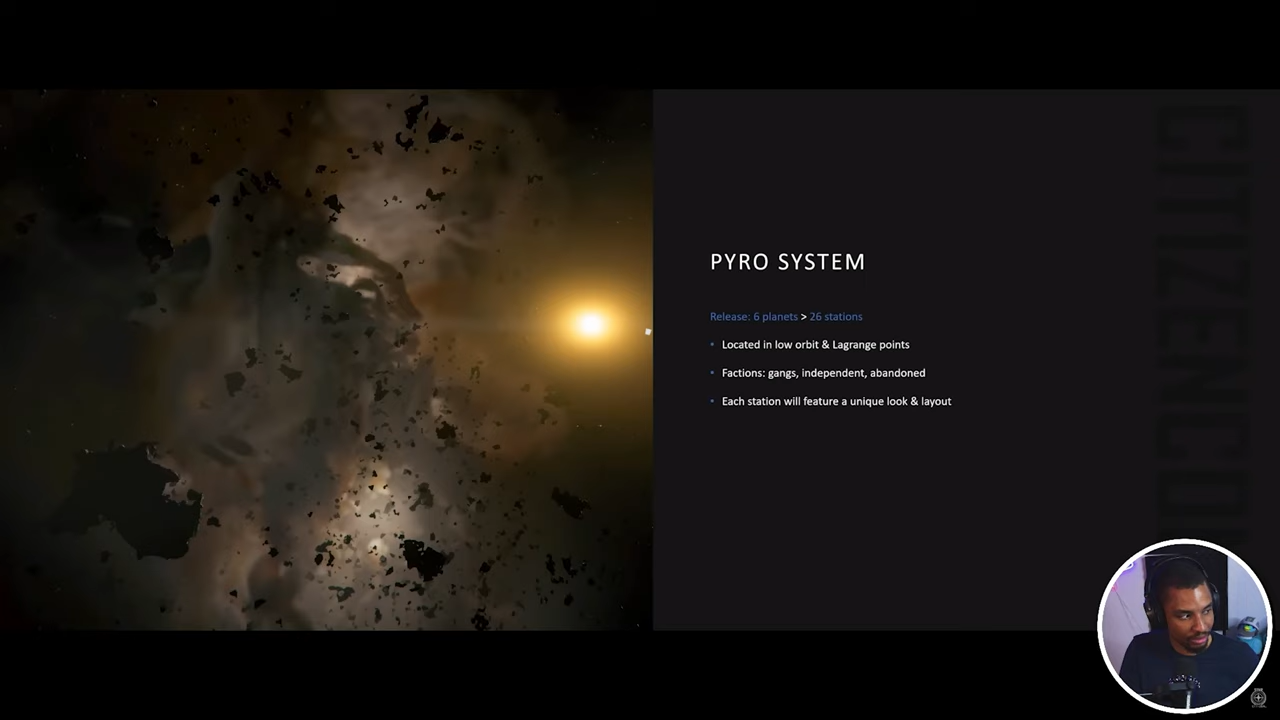 PYRO SYSTEM
Release: 6 planets > 26 stations
• Located in low orbit & Lagrange points
• Factions: gangs, independent, abandoned
• Each station will feature a unique look & layout
CITIZENCO